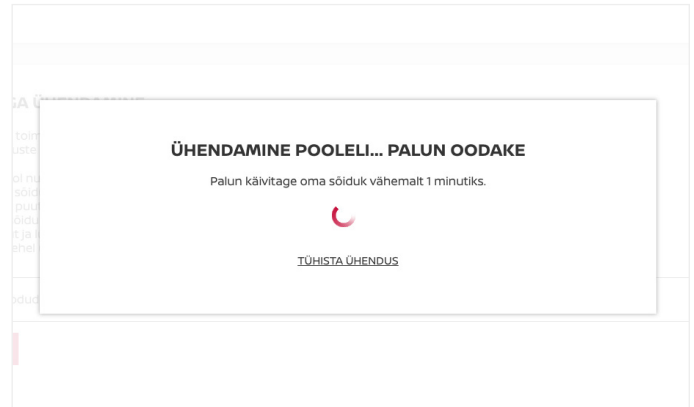 ÜHENDAMINE POOLELI... PALUN OODAKE
Palun käivitage oma sõiduk vähemalt 1 minutiks.
TÜHISTA ÜHENDUS